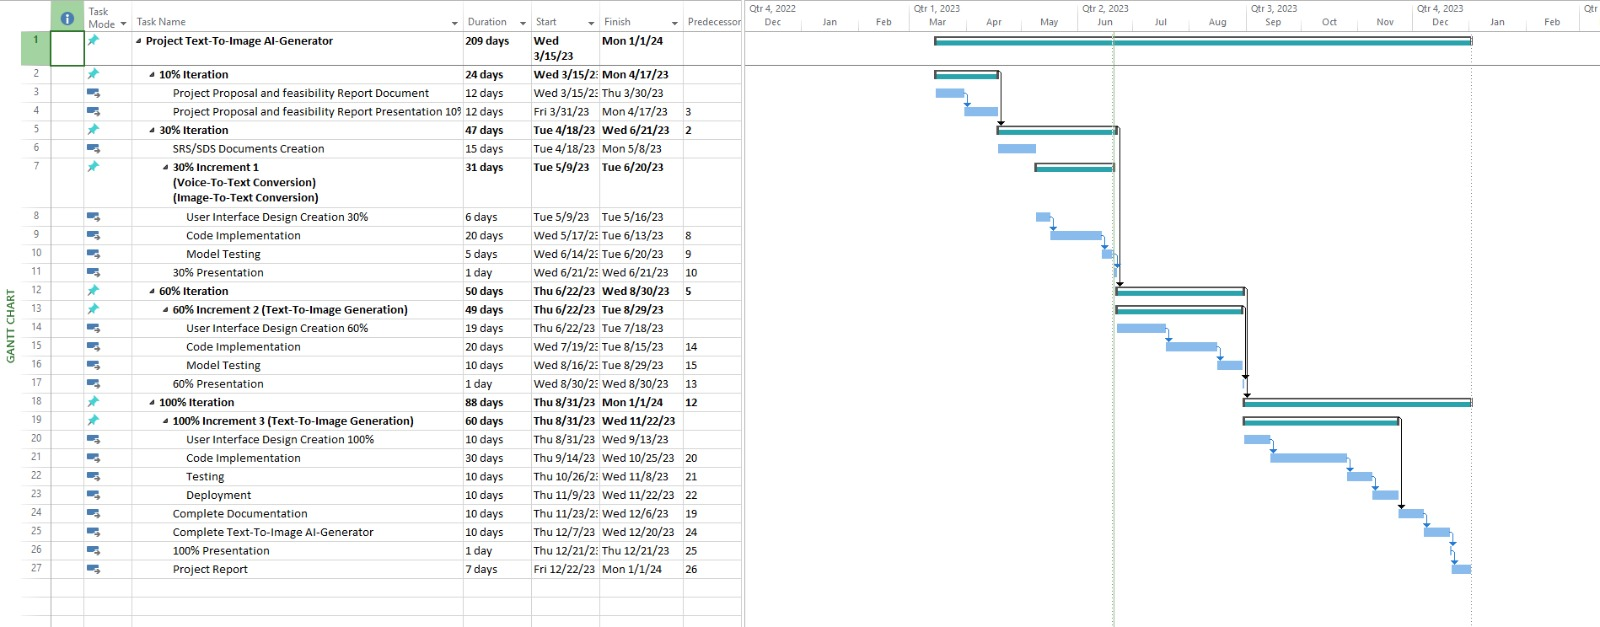 Qtr 4, 2022 Qtr 1, 2023 Qtr 2, 2023 Qtr 3, 2023 Qtr 4, 2023 Qtr
Task Mode Task Name Duration Start Finish Predecessor Dec Jan Feb Mar Apr May Jun Jul Aug Sep Oct Nov Dec Jan Feb
1 Project Text-To-Image AI-Generator 209 days Wed 3/15/23 Mon 1/1/24
2 10% Iteration 24 days Wed 3/15/2 Mon 4/17/23
3 Project Proposal and feasibility Report Document 12 days Wed 3/15/2 Thu 3/30/23
4 Project Proposal and feasibility Report Presentation 10% 12 days Fri 3/31/23 Mon 4/17/23 3
5 30% Iteration 47 days Tue 4/18/23 Wed 6/21/23 2
6 SRS/SDS Documents Creation 15 days Tue 4/18/23 Mon 5/8/23
7 30% Increment 1 31 days Tue 5/9/23 Tue 6/20/23
(Voice-To-Text Conversion)
(Image-To-Text Conversion)
8 User Interface Design Creation 30% 6 days Tue 5/9/23 Tue 5/16/23
9 Code Implementation 20 days Wed 5/17/2 Tue 6/13/23 8
10 Model Testing 5 days Wed 6/14/2 Tue 6/20/23 9
11 30% Presentation 1 day Wed 6/21/2 Wed 6/21/23 10
12 60% Iteration 50 days Thu 6/22/23 Wed 8/30/23 5
13 60% Increment 2 (Text-To-Image Generation) 49 days Thu 6/22/23 Tue 8/29/23
14 User Interface Design Creation 60% 19 days Thu 6/22/23 Tue 7/18/23
15 Code Implementation 20 days Wed 7/19/2 Tue 8/15/23 14
16 Model Testing 10 days Wed 8/16/2 Tue 8/29/23 15
17 60% Presentation 1 day Wed 8/30/2 Wed 8/30/23 13
18 100% Iteration 88 days Thu 8/31/23 Mon 1/1/24 12
19 100% Increment 3 (Text-To-Image Generation) 60 days Thu 8/31/23 Wed 11/22/23
20 User Interface Design Creation 100% 10 days Thu 8/31/23 Wed 9/13/23
21 Code Implementation 30 days Thu 9/14/23 Wed 10/25/23 20
22 Testing 10 days Thu 10/26/2 Wed 11/8/23 21
23 Deployment 10 days Thu 11/9/23 Wed 11/22/23 22
24 Complete Documentation 10 days Thu 11/23/2 Wed 12/6/23 19
25 Complete Text-To-Image AI-Generator 10 days Thu 12/7/23 Wed 12/20/23 24
26 100% Presentation 1 day Thu 12/21/2 Thu 12/21/23 25
27 Project Report 7 days Fri 12/22/23 Mon 1/1/24 26
GANTT CHART